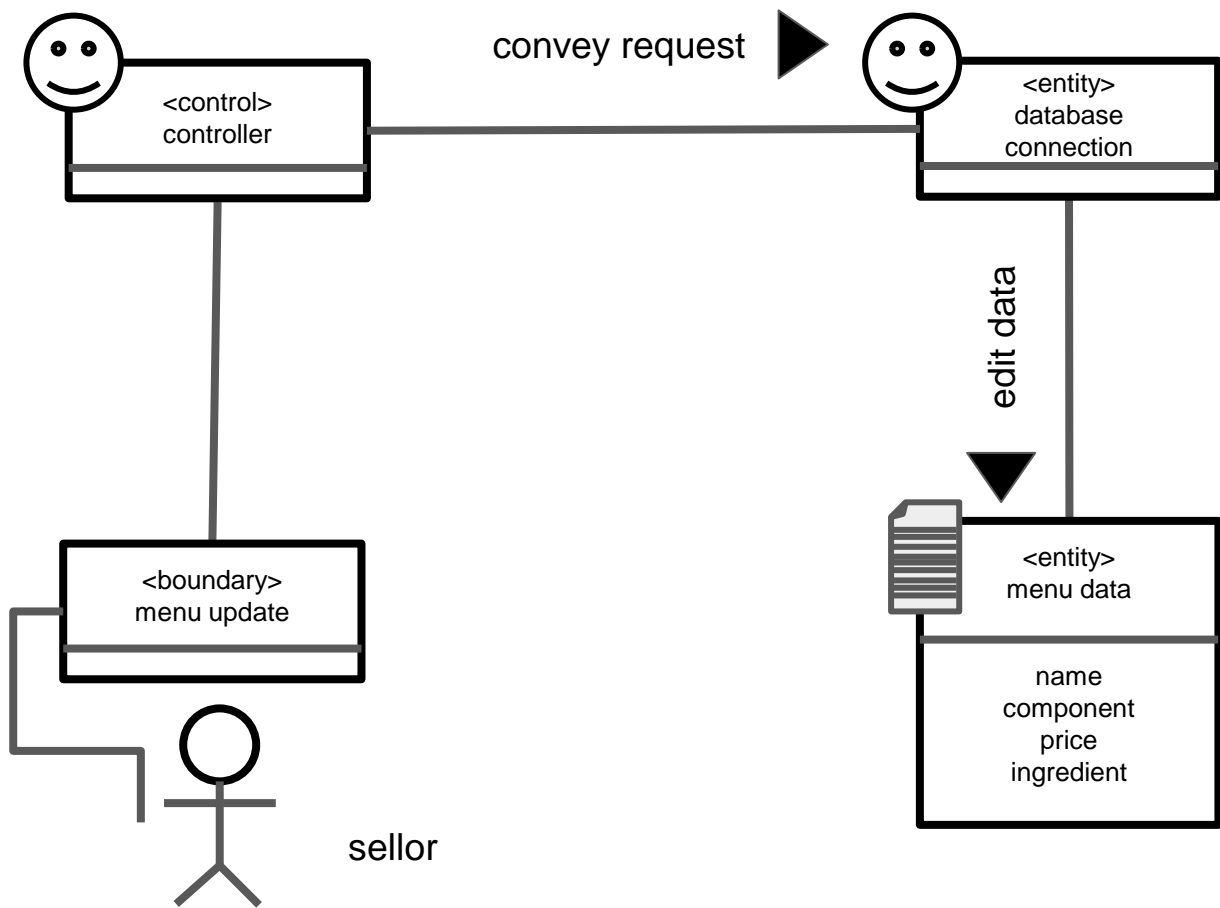 convey request
<control>
controller
<entity>
database
connection
edit data
<boundary>
menu update
<entity>
menu data
name
component
price
ingredient
sellor